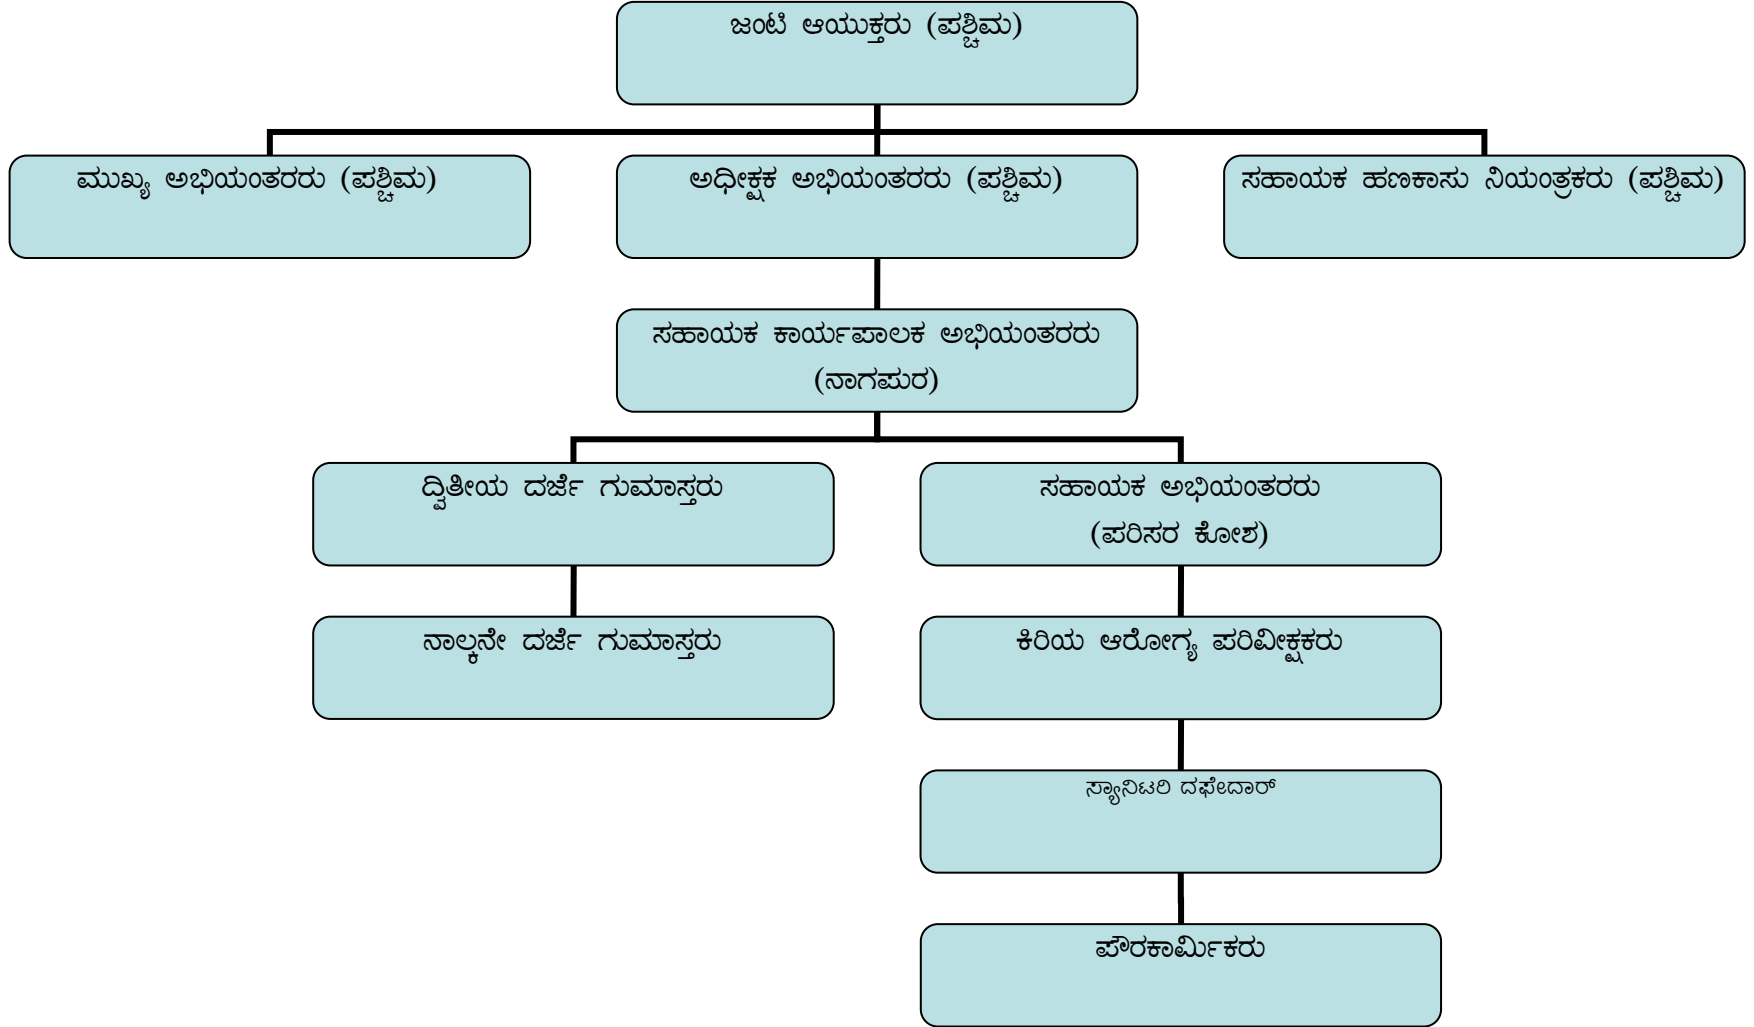 ಜಂಟಿ ಆಯುಕ್ತರು (ಪಶ್ಚಿಮ)
ಮುಖ್ಯ ಅಭಿಯಂತರರು (ಪಶ್ಚಿಮ)
ಅಧೀಕ್ಷಕ ಅಭಿಯಂತರರು (ಪಶ್ಚಿಮ)
ಸಹಾಯಕ ಹಣಕಾಸು ನಿಯಂತ್ರಕರು (ಪಶ್ಚಿಮ)
ಸಹಾಯಕ ಕಾರ್ಯಪಾಲಕ ಅಭಿಯಂತರರು
(ನಾಗಪುರ)
ದ್ವಿತೀಯ ದರ್ಜೆ ಗುಮಾಸ್ತರು
ಸಹಾಯಕ ಅಭಿಯಂತರರು
(ಪರಿಸರ ಕೋಶ)
ನಾಲ್ಕನೇ ದರ್ಜೆ ಗುಮಾಸ್ತರು
ಕಿರಿಯ ಆರೋಗ್ಯ ಪರಿವೀಕ್ಷಕರು
ಸ್ಯಾನಿಟರಿ ದಫೇದಾರ್
ಪೌರಕಾರ್ಮಿಕರು